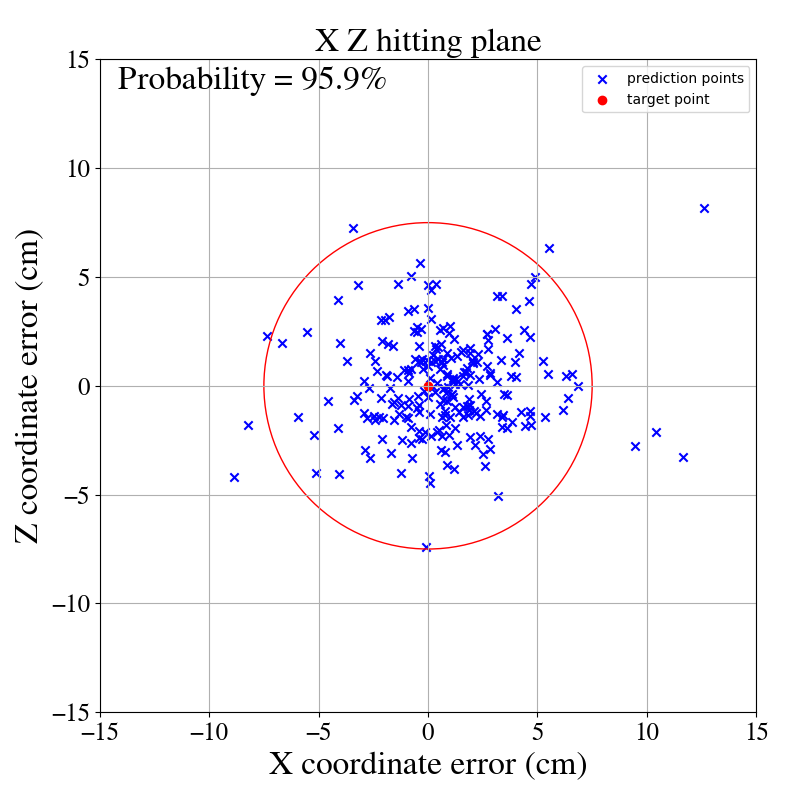 X Z hitting plane
Probability = 95.9%
prediction points
target point
15
10
5
0
−5
−10
−15
Z coordinate error (cm)
−15 −10 −5 0 5 10 15
X coordinate error (cm)